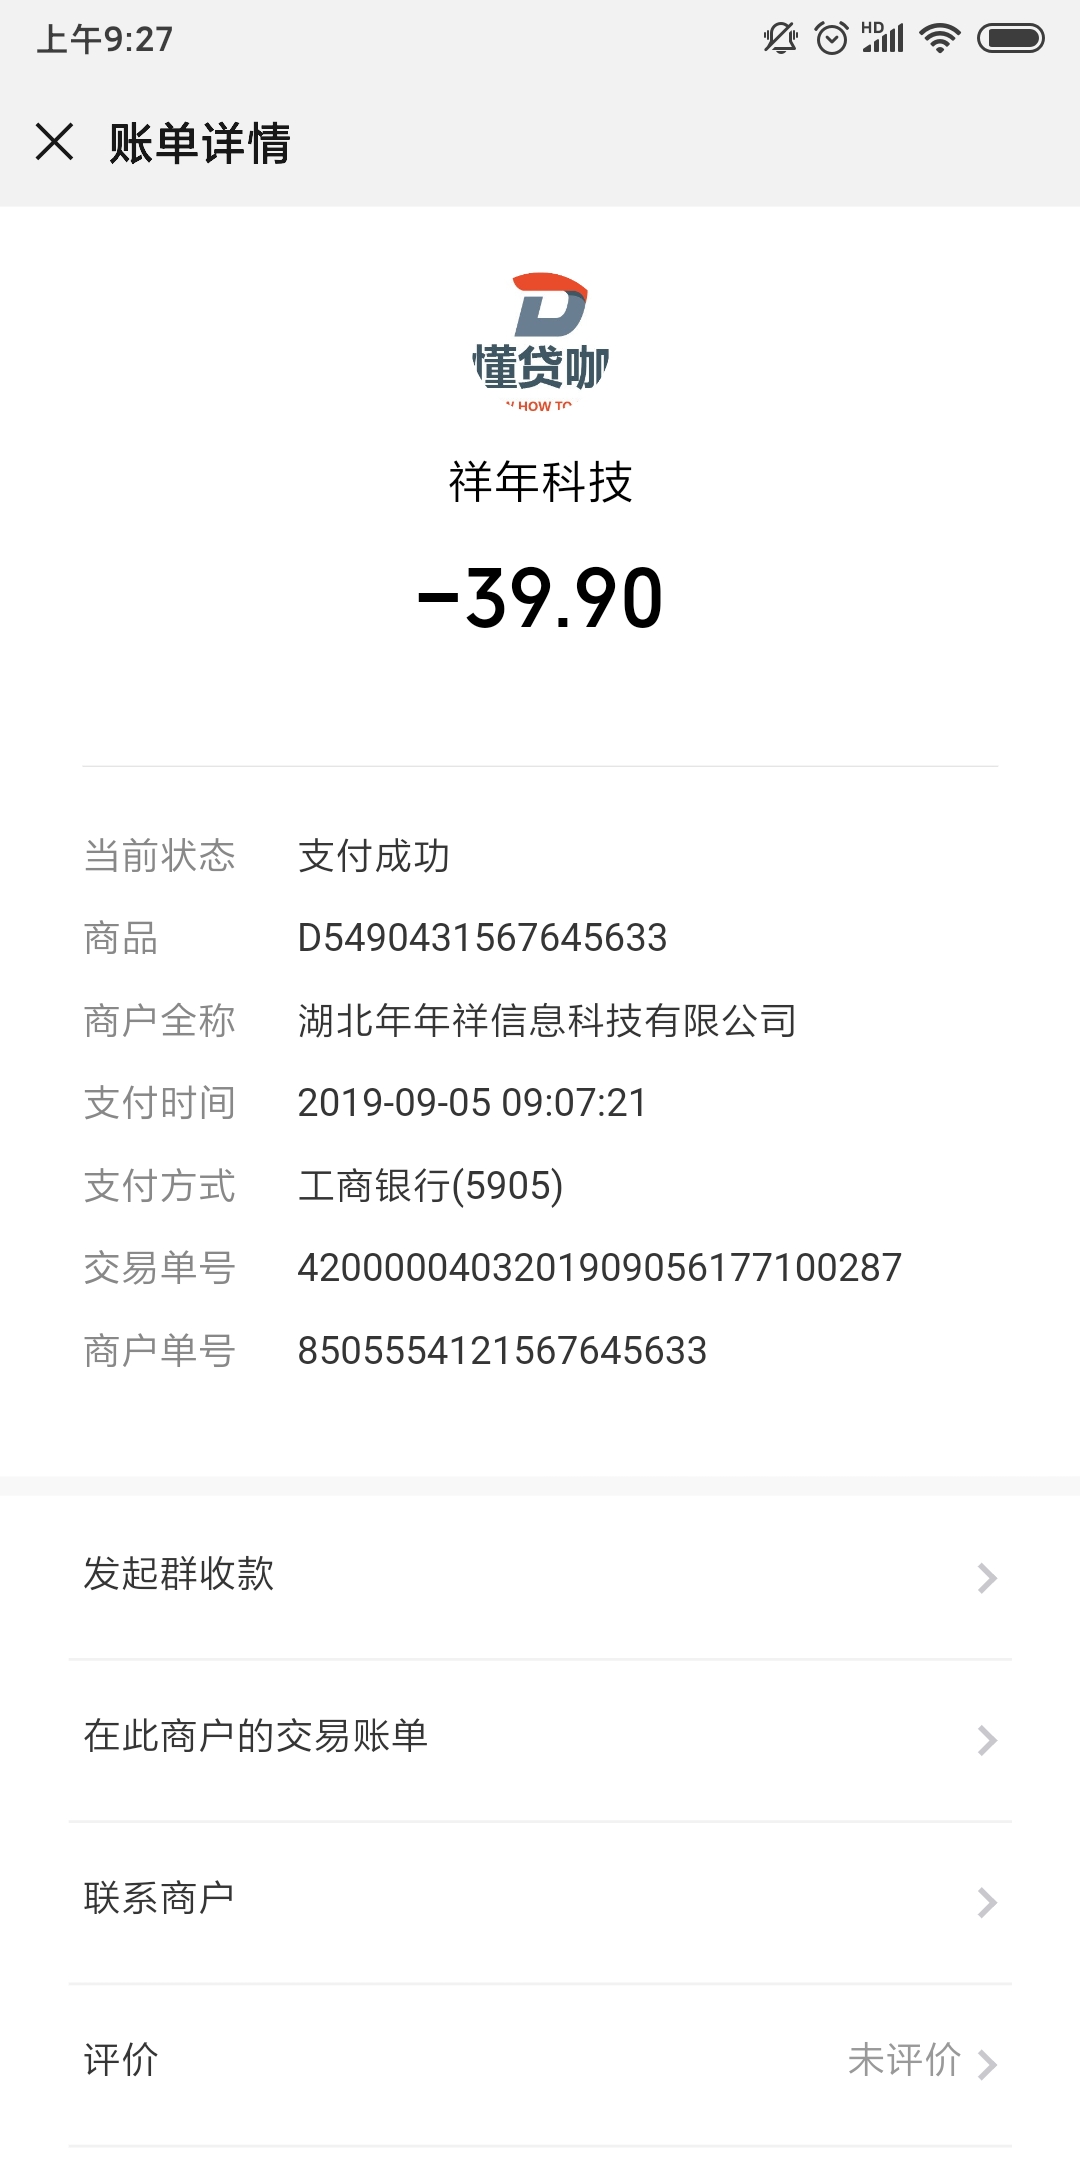 上午9:27
HD
账单详情
懂贷咖
HOW TO
祥年科技
-39.90
当前状态 支付成功
商品 D5490431567645633
商户全称 湖北年年祥信息科技有限公司
支付时间 2019-09-05 09:07:21
支付方式 工商银行(5905)
交易单号 4200000403201909056177100287
商户单号 8505554121567645633
发起群收款
在此商户的交易账单
联系商户
评价 未评价